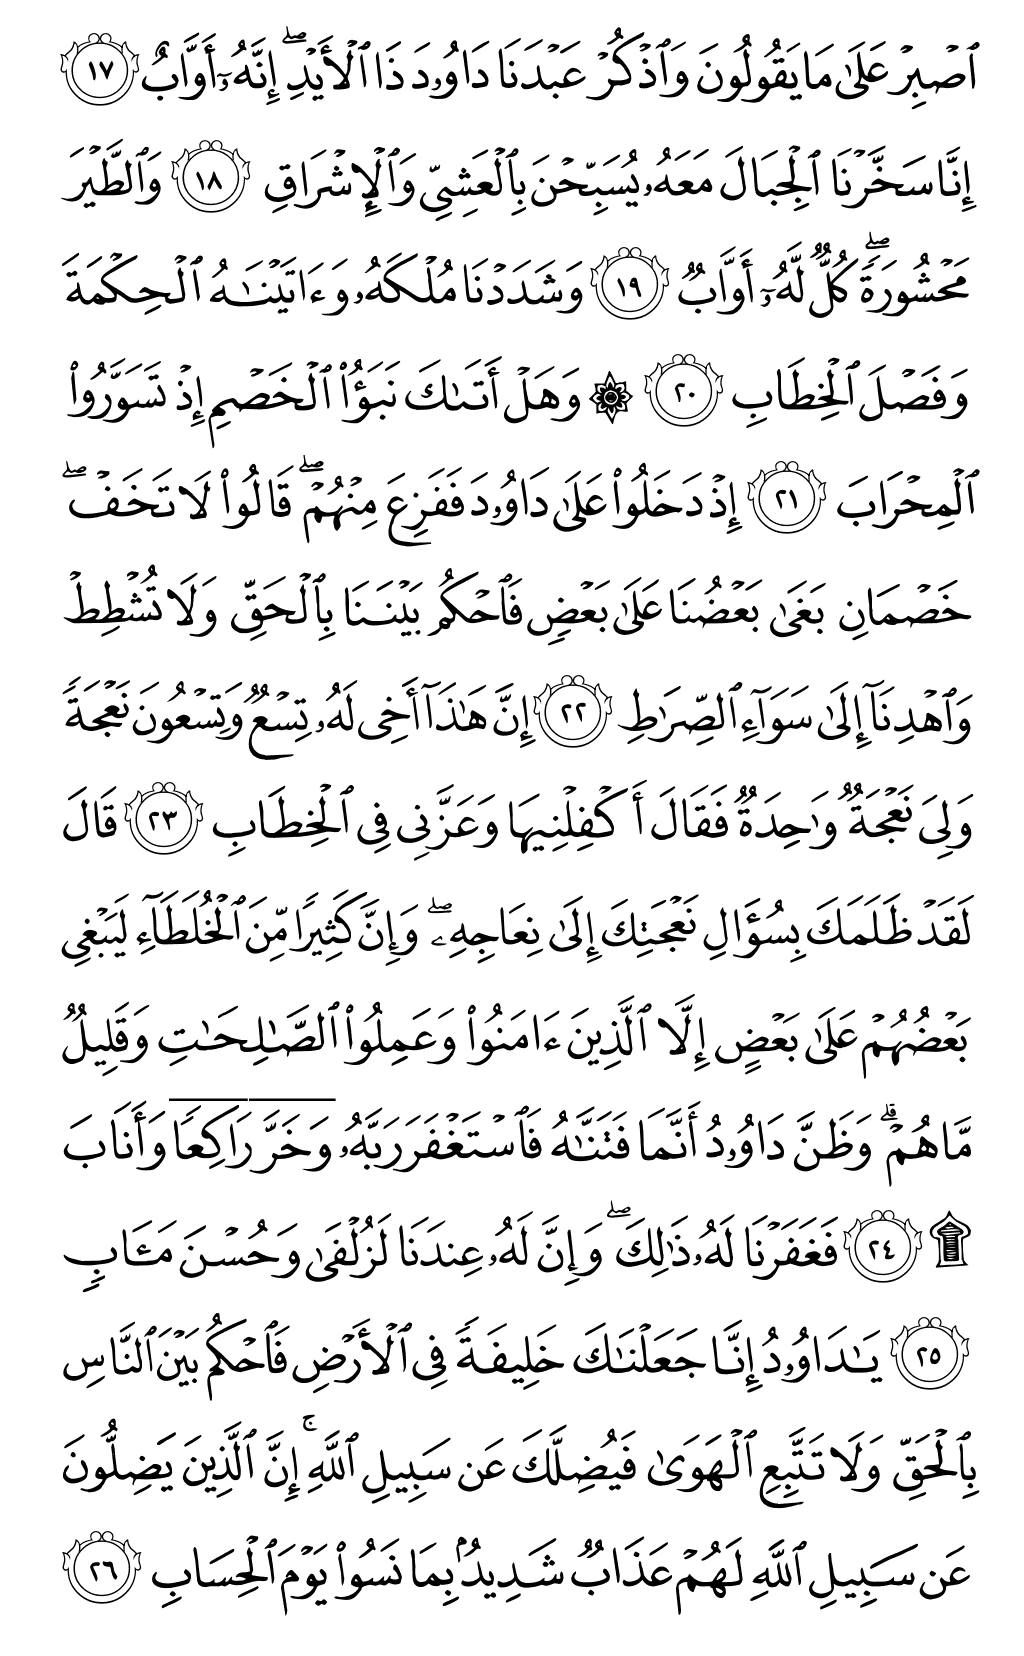 ٱصۡبِرۡ عَلَىٰ مَا يَقُولُونَ وَٱذۡكُرۡ عَبۡدَنَا دَاوُۥدَ ذَا ٱلۡأَيۡدِۖ إِنَّهُۥٓ أَوَّابٌ ١٧
إِنَّا سَخَّرۡنَا ٱلۡجِبَالَ مَعَهُۥ يُسَبِّحۡنَ بِٱلۡعَشِيِّ وَٱلۡإِشۡرَاقِ ١٨ وَٱلطَّيۡرَ
مَحۡشُورَةٗۖ كُلّٞ لَّهُۥٓ أَوَّابٞ ١٩ وَشَدَدۡنَا مُلۡكَهُۥ وَءَاتَيۡنَٰهُ ٱلۡحِكۡمَةَ
وَفَصۡلَ ٱلۡخِطَابِ ٢٠ ۞ وَهَلۡ أَتَىٰكَ نَبَؤُاْ ٱلۡخَصۡمِ إِذۡ تَسَوَّرُواْ
ٱلۡمِحۡرَابَ ٢١ إِذۡ دَخَلُواْ عَلَىٰ دَاوُۥدَ فَفَزِعَ مِنۡهُمۡۖ قَالُواْ لَا تَخَفۡۖ
خَصۡمَانِ بَغَىٰ بَعۡضُنَا عَلَىٰ بَعۡضٖ فَٱحۡكُم بَيۡنَنَا بِٱلۡحَقِّ وَلَا تُشۡطِطۡ
وَٱهۡدِنَآ إِلَىٰ سَوَآءِ ٱلصِّرَٰطِ ٢٢ إِنَّ هَٰذَآ أَخِي لَهُۥ تِسۡعٞ وَتِسۡعُونَ نَعۡجَةٗ
وَلِيَ نَعۡجَةٞ وَٰحِدَةٞ فَقَالَ أَكۡفِلۡنِيهَا وَعَزَّنِي فِي ٱلۡخِطَابِ ٢٣ قَالَ
لَقَدۡ ظَلَمَكَ بِسُؤَالِ نَعۡجَتِكَ إِلَىٰ نِعَاجِهِۦۖ وَإِنَّ كَثِيرٗا مِّنَ ٱلۡخُلَطَآءِ لَيَبۡغِي
بَعۡضُهُمۡ عَلَىٰ بَعۡضٍ إِلَّا ٱلَّذِينَ ءَامَنُواْ وَعَمِلُواْ ٱلصَّٰلِحَٰتِ وَقَلِيلٞ
مَّا هُمۡۗ وَظَنَّ دَاوُۥدُ أَنَّمَا فَتَنَّٰهُ فَٱسۡتَغۡفَرَ رَبَّهُۥ وَخَرَّۤ رَاكِعٗاۤ وَأَنَابَ
۩ ٢٤ فَغَفَرۡنَا لَهُۥ ذَٰلِكَۖ وَإِنَّ لَهُۥ عِندَنَا لَزُلۡفَىٰ وَحُسۡنَ مَـَٔابٖ
٢٥ يَٰدَاوُۥدُ إِنَّا جَعَلۡنَٰكَ خَلِيفَةٗ فِي ٱلۡأَرۡضِ فَٱحۡكُم بَيۡنَ ٱلنَّاسِ
بِٱلۡحَقِّ وَلَا تَتَّبِعِ ٱلۡهَوَىٰ فَيُضِلَّكَ عَن سَبِيلِ ٱللَّهِۚ إِنَّ ٱلَّذِينَ يَضِلُّونَ
عَن سَبِيلِ ٱللَّهِ لَهُمۡ عَذَابٞ شَدِيدُۢ بِمَا نَسُواْ يَوۡمَ ٱلۡحِسَابِ ٢٦